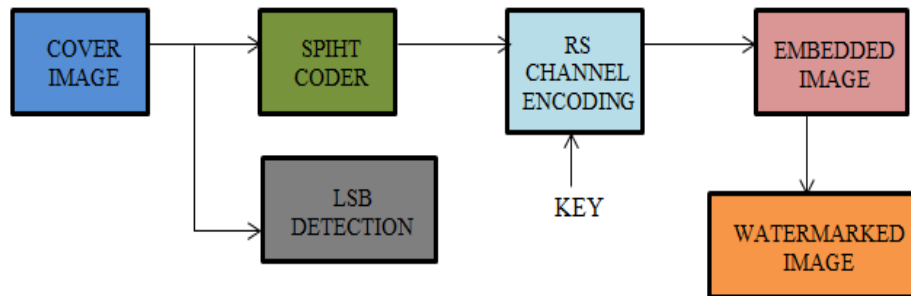 COVER
IMAGE
SPIHT
CODER
RS
CHANNEL
ENCODING
EMBEDDED
IMAGE
LSB
DETECTION
KEY
WATERMARKED
IMAGE